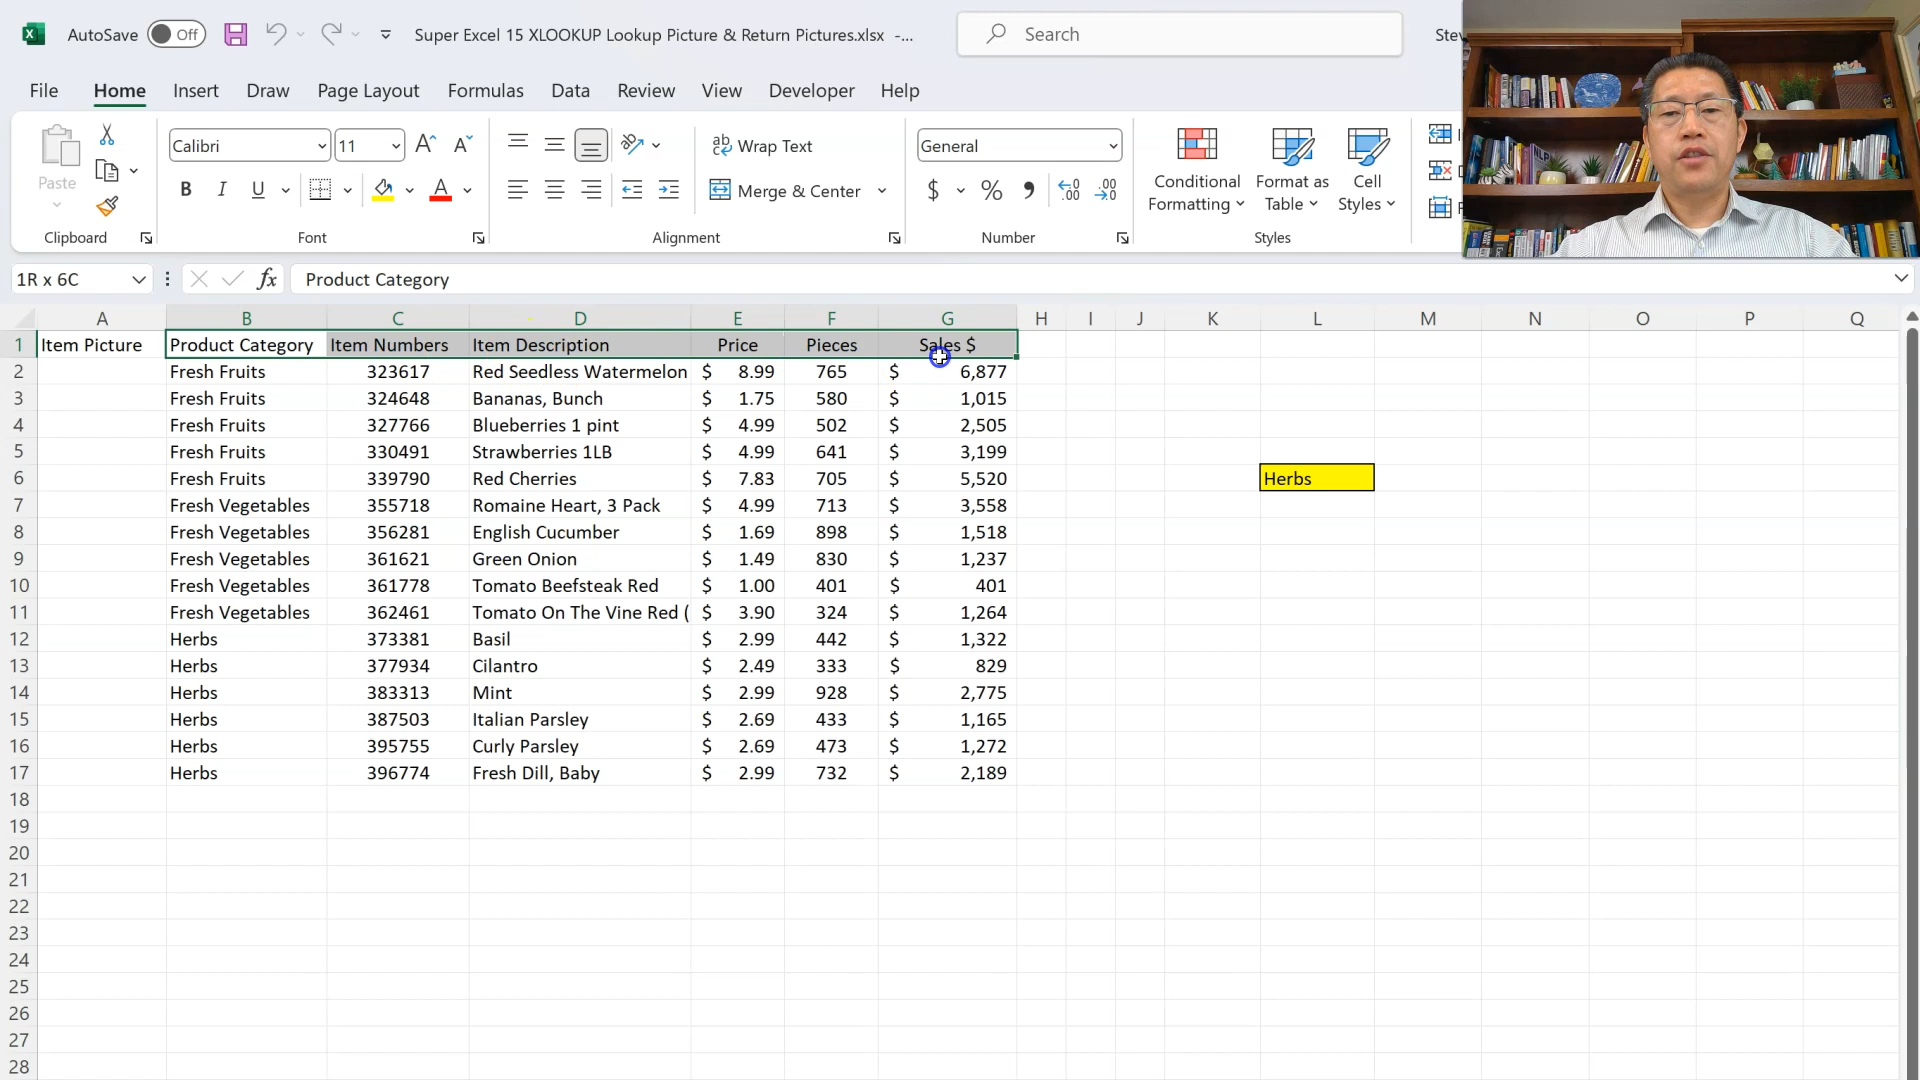 AutoSave Off Super Excel 15 XLOOKUP Lookup Picture & Return Pictures.xlsx -... Search
File Home Insert Draw Page Layout Formulas Data Review View Developer Help
Paste Calibri 11 A A ab Wrap Text General Conditional Formatting Format as Table Cell Styles
B I U A Merge & Center $ % 9 .00 .00
Clipboard Font Alignment Number Styles
1R x 6C fx Product Category
A B C D E F G H I J K L M N O P Q
1 Item Picture Product Category Item Numbers Item Description Price Pieces Sales $
2 Fresh Fruits 323617 Red Seedless Watermelon $ 8.99 765 $ 6,877
3 Fresh Fruits 324648 Bananas, Bunch $ 1.75 580 $ 1,015
4 Fresh Fruits 327766 Blueberries 1 pint $ 4.99 502 $ 2,505
5 Fresh Fruits 330491 Strawberries 1LB $ 4.99 641 $ 3,199
6 Fresh Fruits 339790 Red Cherries $ 7.83 705 $ 5,520 Herbs
7 Fresh Vegetables 355718 Romaine Heart, 3 Pack $ 4.99 713 $ 3,558
8 Fresh Vegetables 356281 English Cucumber $ 1.69 898 $ 1,518
9 Fresh Vegetables 361621 Green Onion $ 1.49 830 $ 1,237
10 Fresh Vegetables 361778 Tomato Beefsteak Red $ 1.00 401 $ 401
11 Fresh Vegetables 362461 Tomato On The Vine Red ( $ 3.90 324 $ 1,264
12 Herbs 373381 Basil $ 2.99 442 $ 1,322
13 Herbs 377934 Cilantro $ 2.49 333 $ 829
14 Herbs 383313 Mint $ 2.99 928 $ 2,775
15 Herbs 387503 Italian Parsley $ 2.69 433 $ 1,165
16 Herbs 395755 Curly Parsley $ 2.69 473 $ 1,272
17 Herbs 396774 Fresh Dill, Baby $ 2.99 732 $ 2,189
18
19
20
21
22
23
24
25
26
27
28